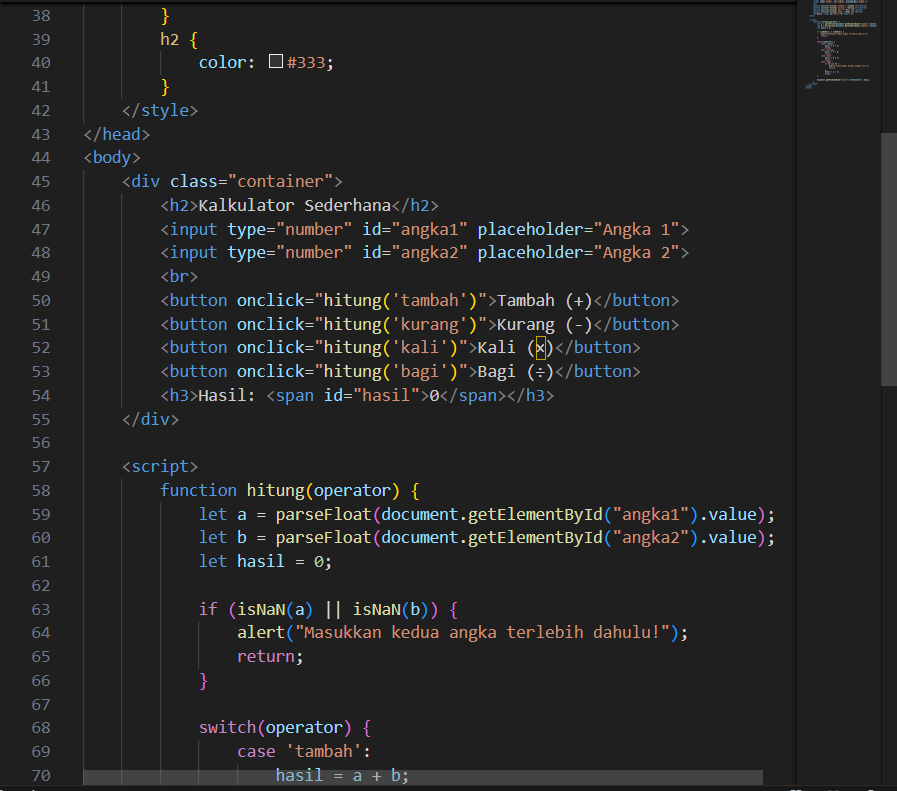 38 }
39 h2 {
40 color: #333;
41 }
42 </style>
43 </head>
44 <body>
45 <div class="container">
46 <h2>Kalkulator Sederhana</h2>
47 <input type="number" id="angka1" placeholder="Angka 1">
48 <input type="number" id="angka2" placeholder="Angka 2">
49 <br>
50 <button onclick="hitung('tambah')">Tambah (+)</button>
51 <button onclick="hitung('kurang')">Kurang (-)</button>
52 <button onclick="hitung('kali')">Kali (×)</button>
53 <button onclick="hitung('bagi')">Bagi (÷)</button>
54 <h3>Hasil: <span id="hasil">0</span></h3>
55 </div>
56
57 <script>
58 function hitung(operator) {
59 let a = parseFloat(document.getElementById("angka1").value);
60 let b = parseFloat(document.getElementById("angka2").value);
61 let hasil = 0;
62
63 if (isNaN(a) || isNaN(b)) {
64 alert("Masukkan kedua angka terlebih dahulu!");
65 return;
66 }
67
68 switch(operator) {
69 case 'tambah':
70 hasil = a + b;